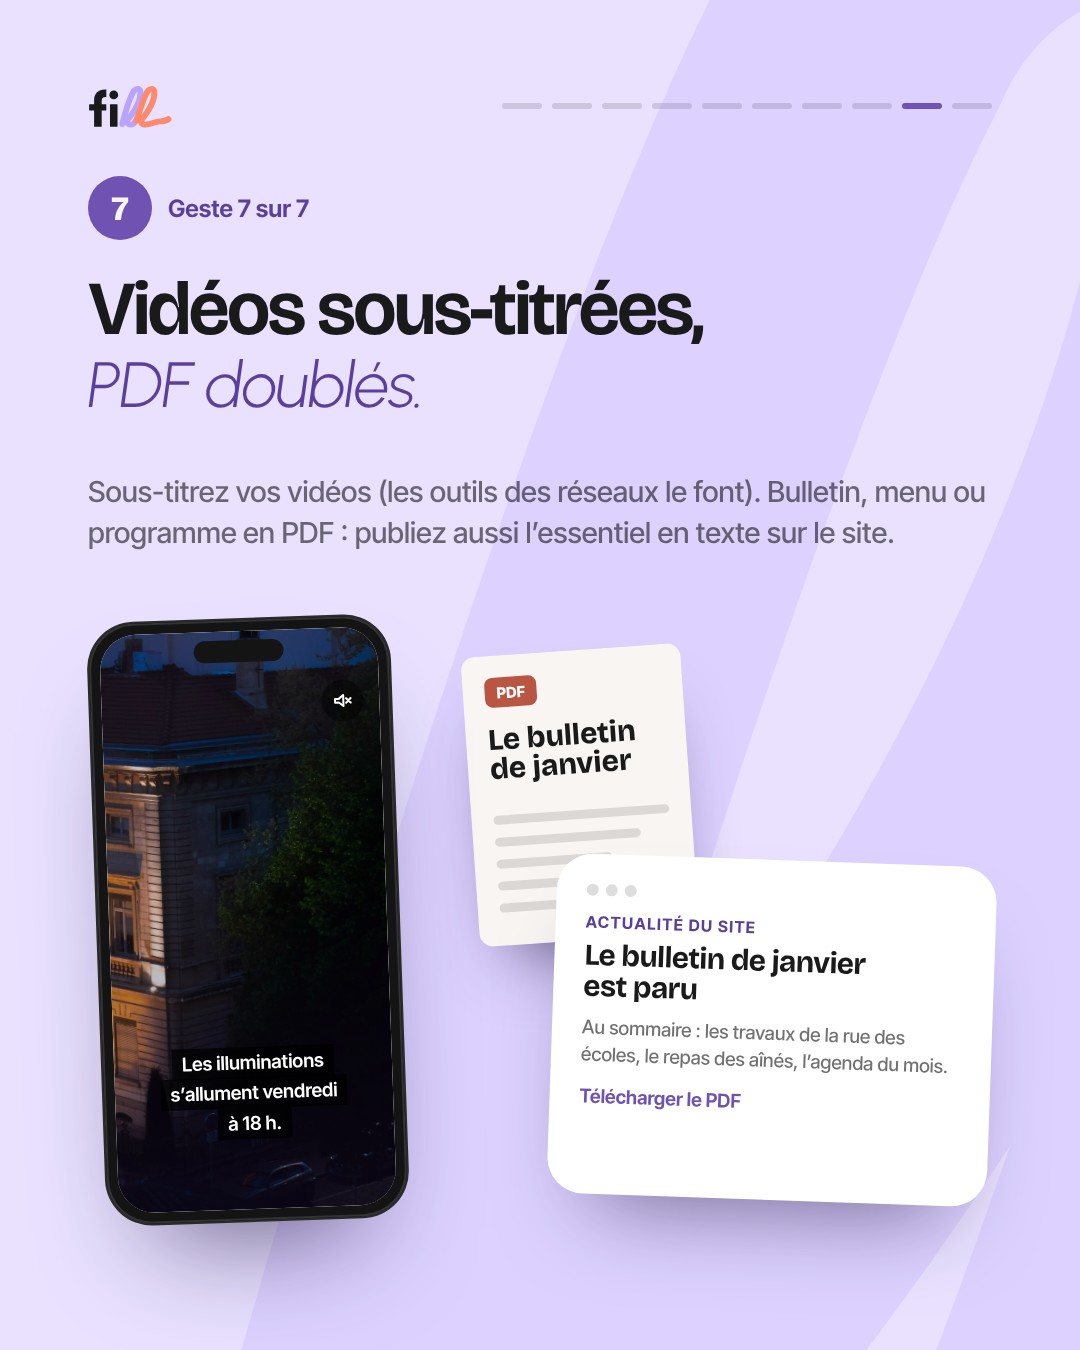 fill
7
Geste 7 sur 7
Vidéos sous-titrées,
PDF doublés.
Sous-titrez vos vidéos (les outils des réseaux le font). Bulletin, menu ou
programme en PDF : publiez aussi l’essentiel en texte sur le site.
Les illuminations
s’allument vendredi
à 18 h.
PDF
Le bulletin
de janvier
ACTUALITÉ DU SITE
Le bulletin de janvier
est paru
Au sommaire : les travaux de la rue des
écoles, le repas des aînés, l’agenda du mois.
Télécharger le PDF